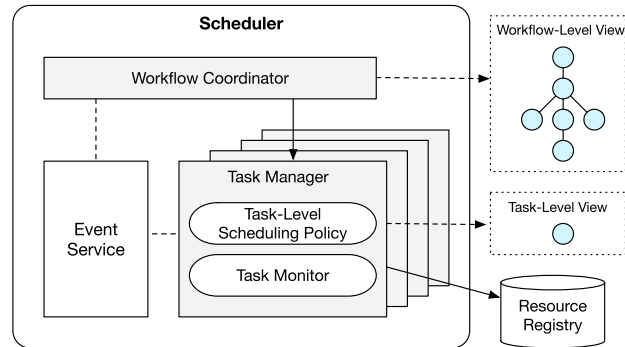 Scheduler
Workflow-Level View
Workflow Coordinator
Task Manager
Task-Level
Scheduling Policy
Task-Level View
Event
Service
Task Monitor
Resource
Registry